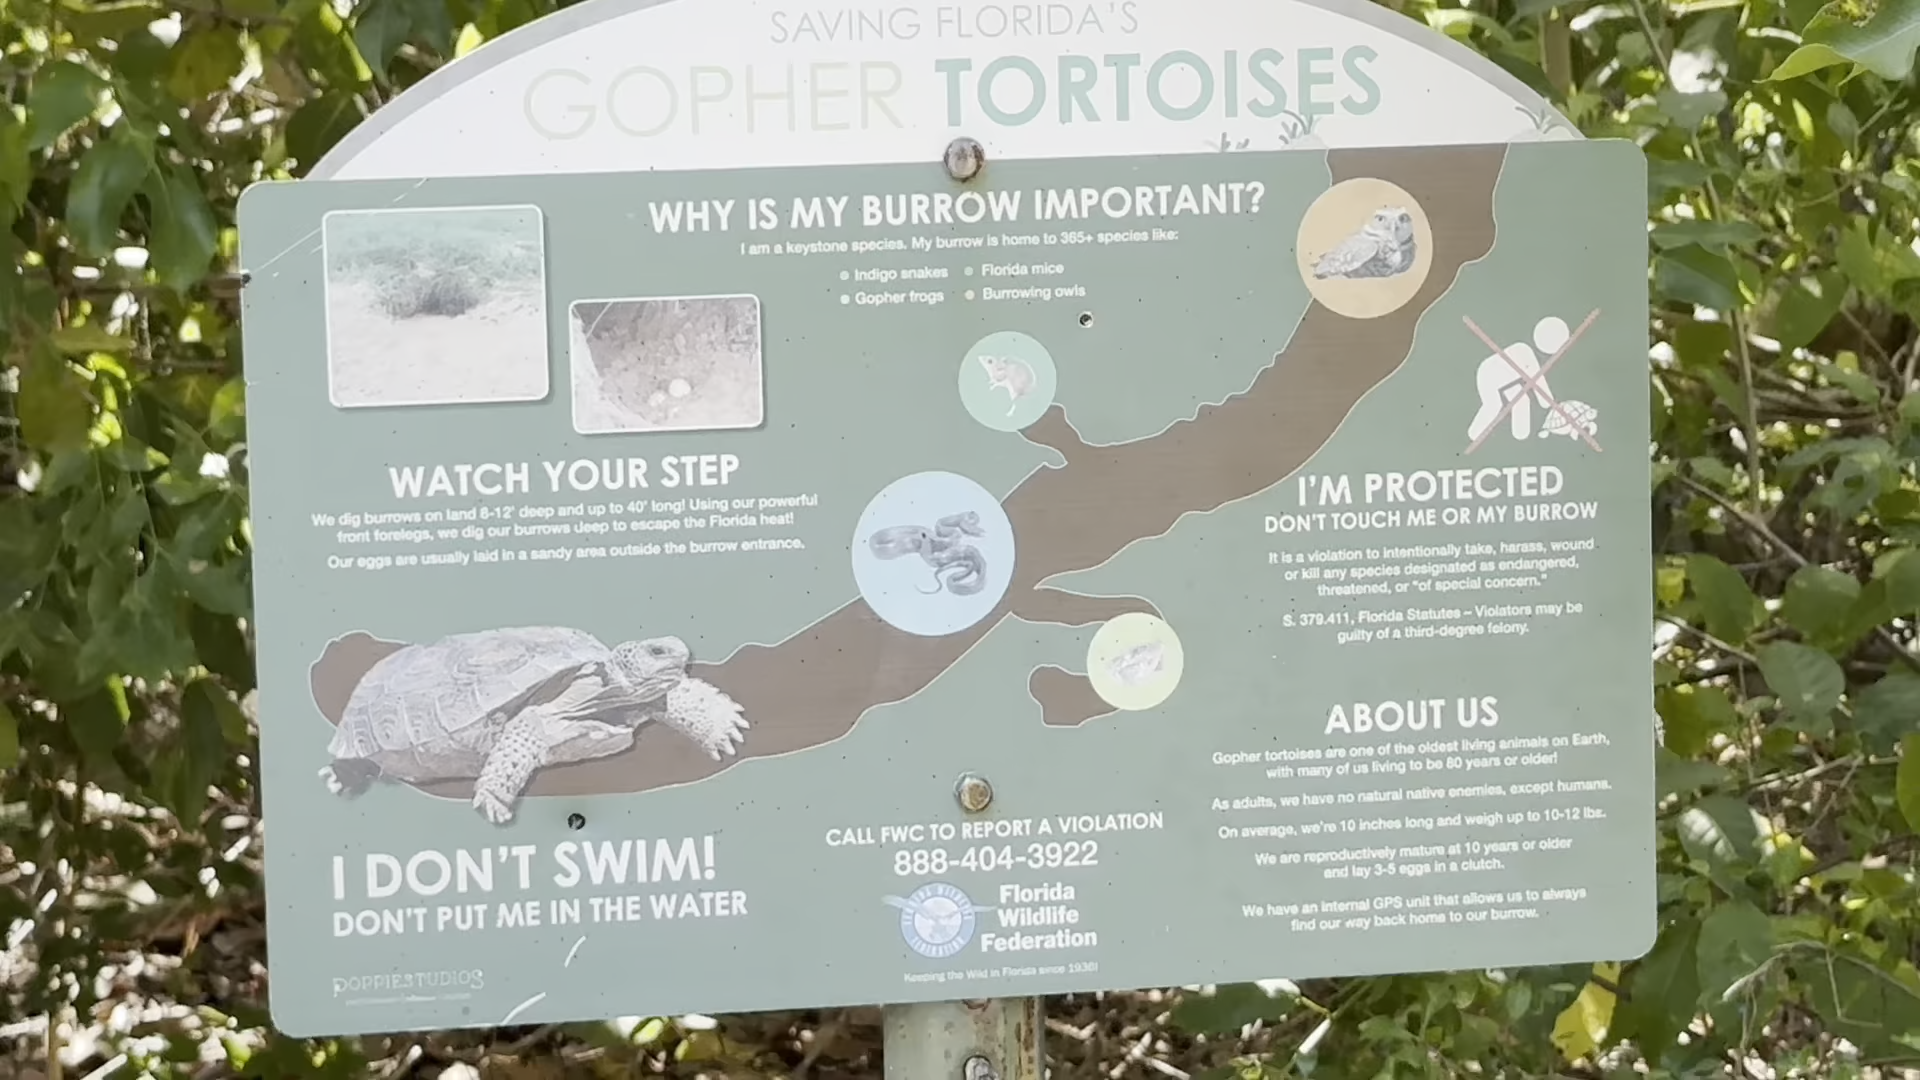 SAVING FLORIDA'S
GOPHER TORTOISES
WHY IS MY BURROW IMPORTANT?
I am a keystone species. My burrow is home to 365+ species like:
Indigo snakes
Florida mice
Gopher frogs
Burrowing owls
WATCH YOUR STEP
We dig burrows on land 8-12' deep and up to 40' long! Using our powerful
front forelegs, we dig our burrows deep to escape the Florida heat!
Our eggs are usually laid in a sandy area outside the burrow entrance.
I'M PROTECTED
DON'T TOUCH ME OR MY BURROW
It is a violation to intentionally take, harass, wound
or kill any species designated as endangered,
threatened, or "of special concern."
S. 379.411, Florida Statutes – Violators may be
guilty of a third-degree felony.
ABOUT US
Gopher tortoises are one of the oldest living animals on Earth,
with many of us living to be 60 years or older!
As adults, we have no natural native enemies, except humans.
On average, we're 10 inches long and weigh up to 10-12 lbs.
We are reproductively mature at 10 years or older
and lay 3-5 eggs in a clutch.
We have an internal GPS unit that allows us to always
find our way back home to our burrow.
I DON'T SWIM!
DON'T PUT ME IN THE WATER
CALL FWC TO REPORT A VIOLATION
888-404-3922
Florida
Wildlife
Federation
Keeping the Wild in Florida since 1936!
POPPIESTUDIOS